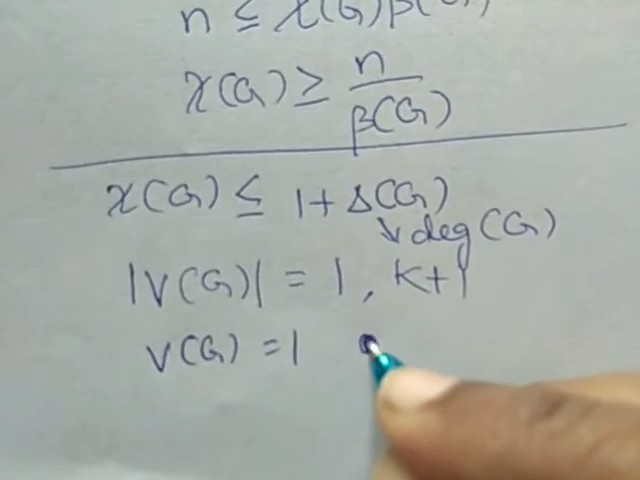 n ≤ χ(G)β(G)
χ(G) ≥ n/β(G)
χ(G) ≤ 1+Δ(G)
↓ deg(G)
|V(G)| = 1, K+1
V(G) = 1